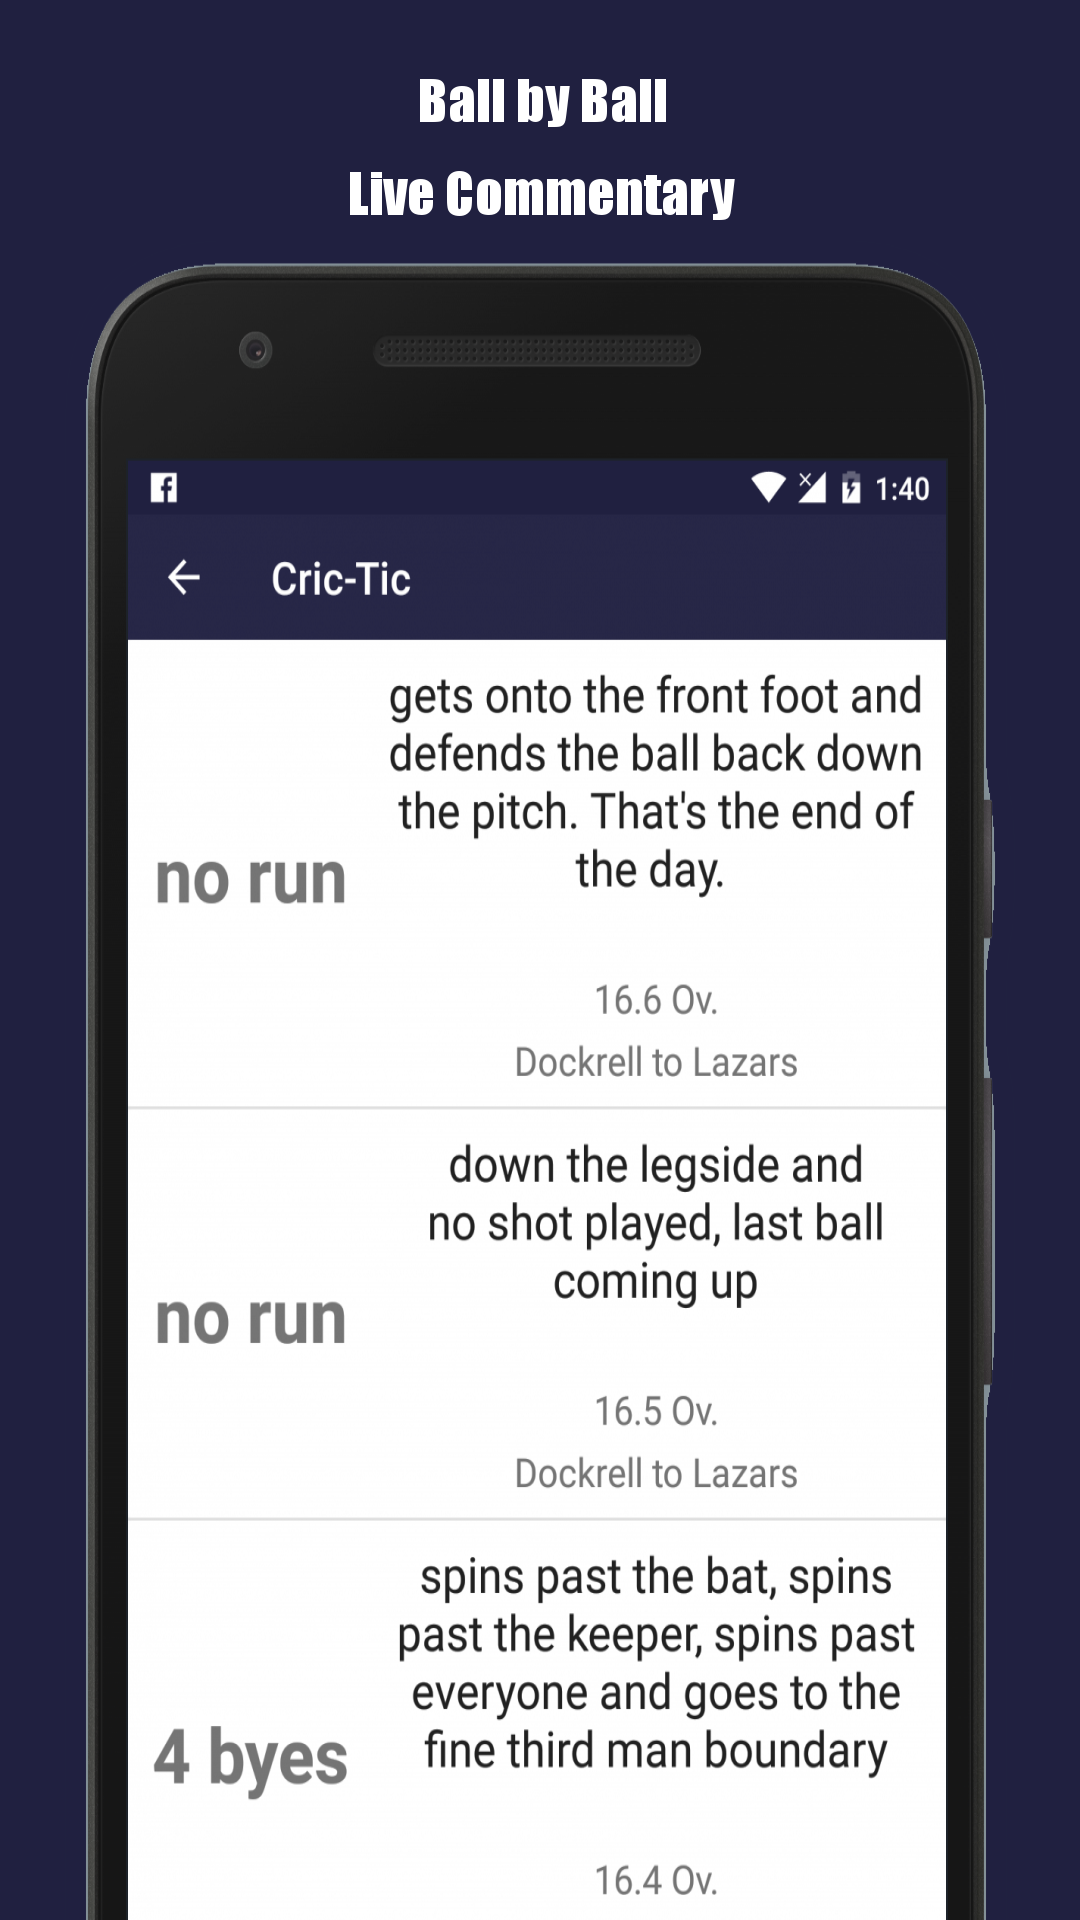 Ball by Ball
Live Commentary
1:40
Cric-Tic
gets onto the front foot and
defends the ball back down
the pitch. That's the end of
the day.
no run
16.6 Ov.
Dockrell to Lazars
down the legside and
no shot played, last ball
coming up
no run
16.5 Ov.
Dockrell to Lazars
spins past the bat, spins
past the keeper, spins past
everyone and goes to the
fine third man boundary
4 byes
16.4 Ov.